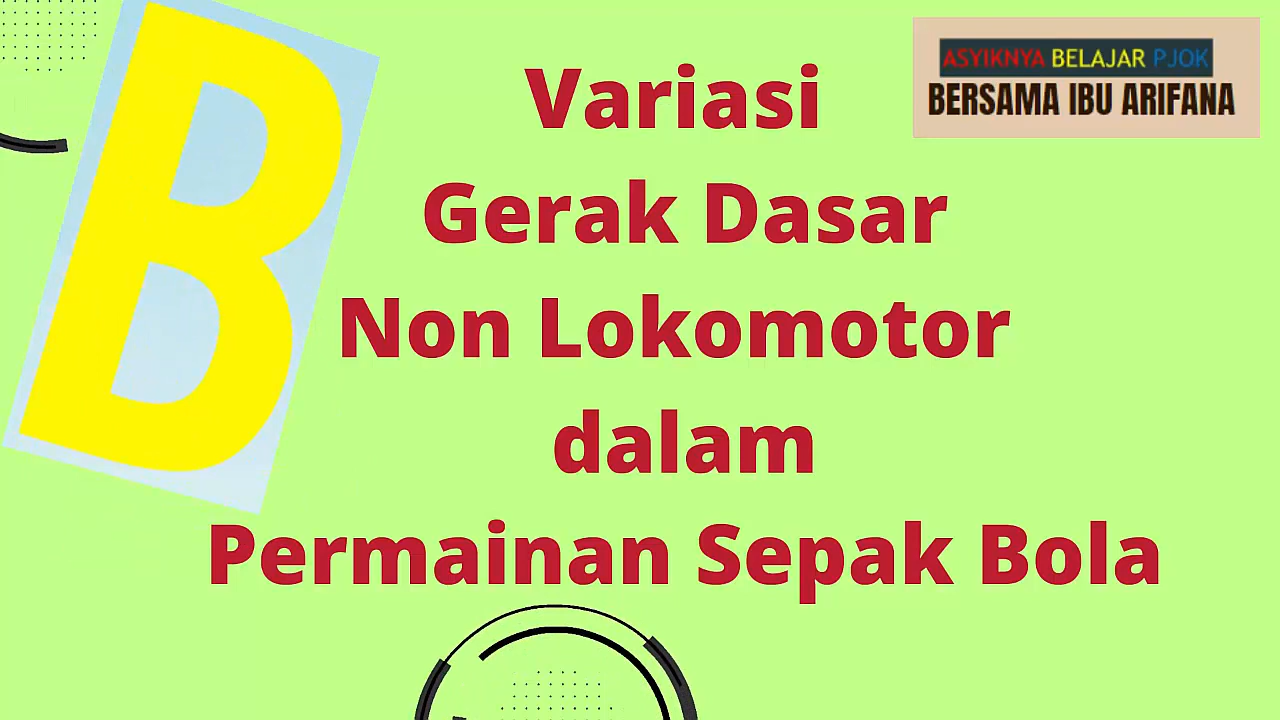 B
Variasi
Gerak Dasar
Non Lokomotor
dalam
Permainan Sepak Bola
ASYIKNYA BELAJAR PJOK
BERSAMA IBU ARIFANA